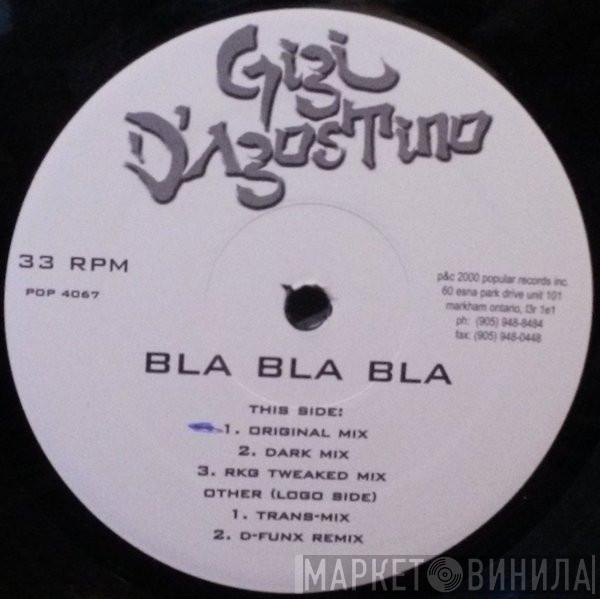 Gigi
D'Agostino
33 RPM
POP 4067
p&c 2000 popular records inc.
60 esna park drive unit 101
markham ontario, l3r 1e1
ph: (905) 948-8484
fax: (905) 948-0448
BLA BLA BLA
THIS SIDE:
1. ORIGINAL MIX
2. DARK MIX
3. RKG TWEAKED MIX
OTHER (LOGO SIDE)
1. TRANS-MIX
2. D-FUNX REMIX
МАРКЕТ ВИНИЛА